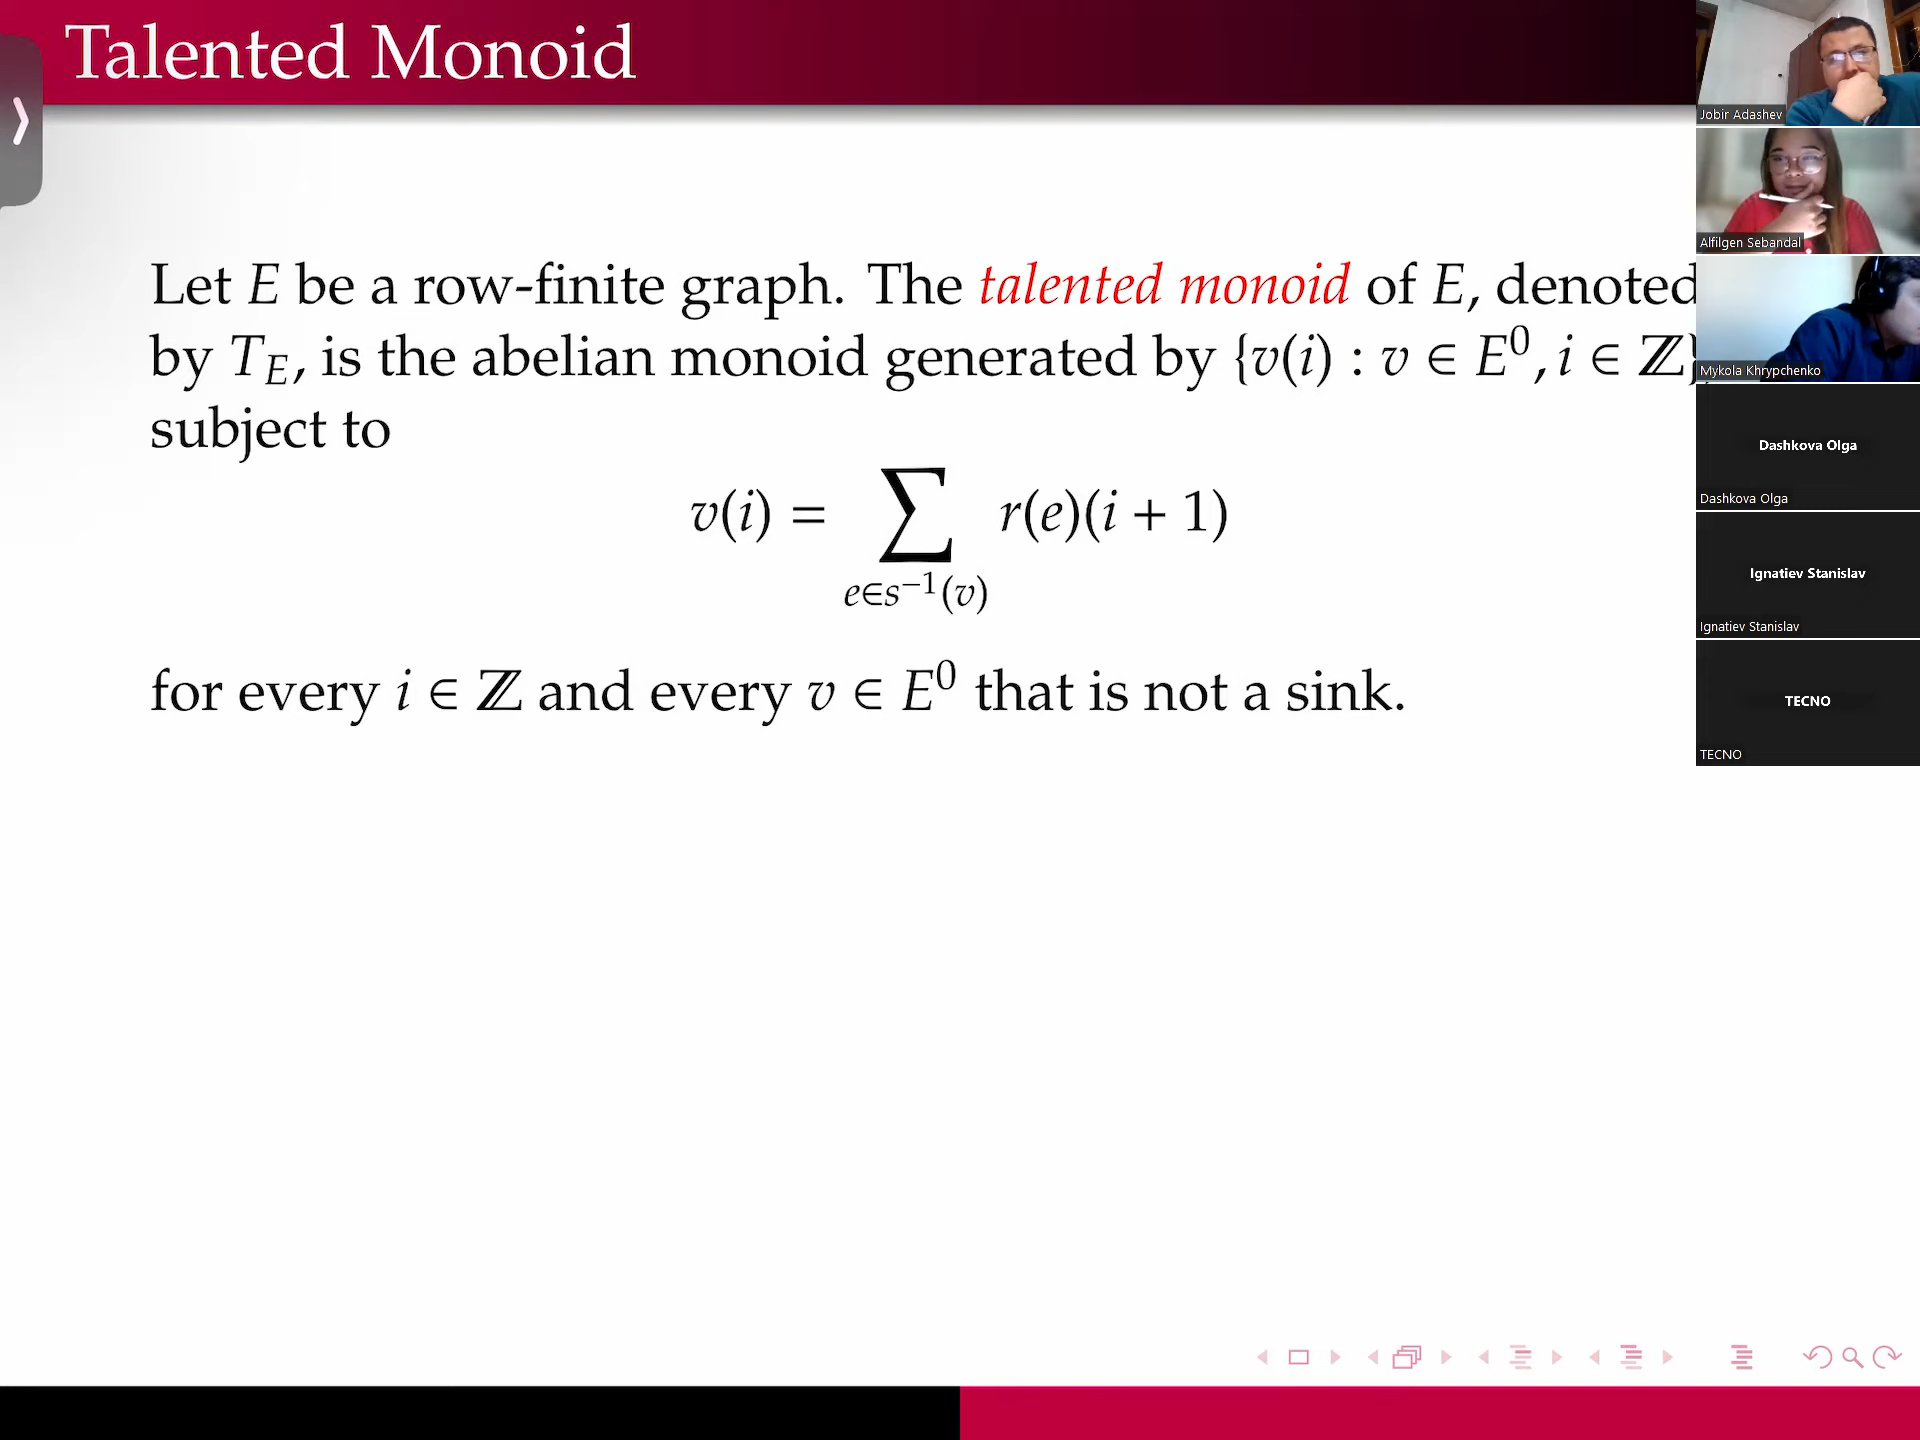 Talented Monoid
Let E be a row-finite graph. The talented monoid of E, denoted
by T_E, is the abelian monoid generated by {v(i) : v ∈ E^0, i ∈ ℤ},
subject to
v(i) = ∑_{e∈s^{−1}(v)} r(e)(i + 1)
for every i ∈ ℤ and every v ∈ E^0 that is not a sink.
Jobir Adashev
Alfilgen Sebandal
Mykola Khrypchenko
Dashkova Olga
Dashkova Olga
Ignatiev Stanislav
Ignatiev Stanislav
TECNO
TECNO